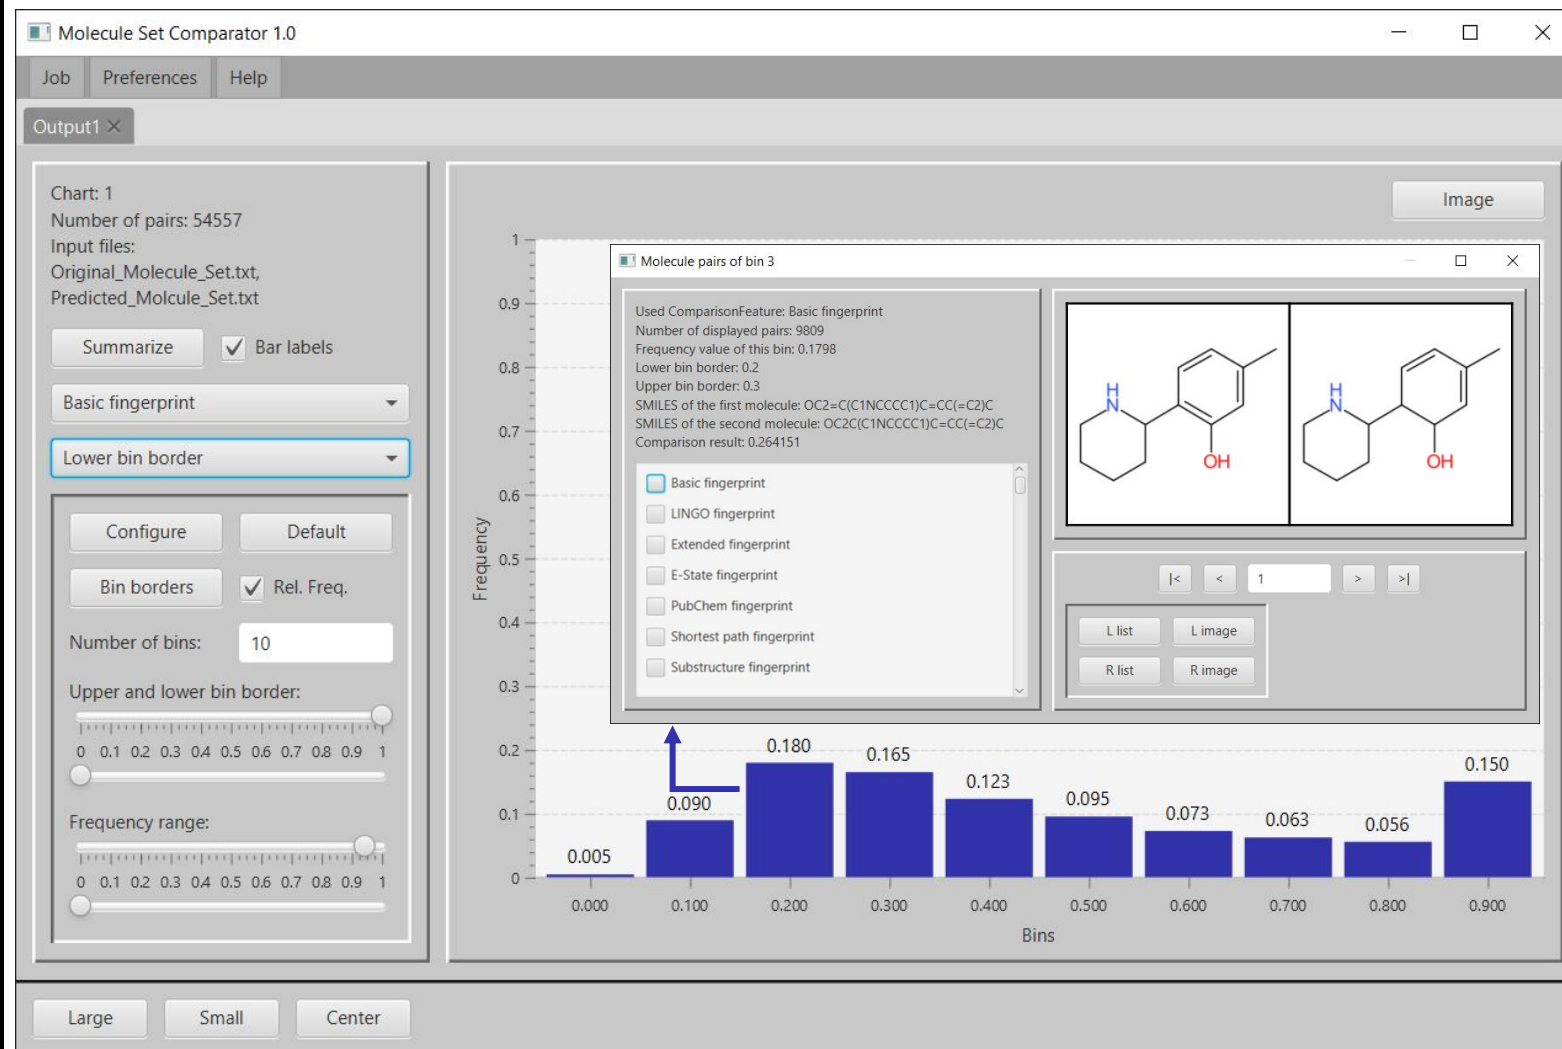 Molecule Set Comparator 1.0
Job Preferences Help
Output1
Chart: 1
Number of pairs: 54557
Input files:
Original_Molecule_Set.txt,
Predicted_Molcule_Set.txt
Summarize Bar labels
Basic fingerprint
Lower bin border
Configure Default
Bin borders Rel. Freq.
Number of bins: 10
Upper and lower bin border:
0 0.1 0.2 0.3 0.4 0.5 0.6 0.7 0.8 0.9 1
Frequency range:
0 0.1 0.2 0.3 0.4 0.5 0.6 0.7 0.8 0.9 1
Image
Frequency
1
0.9
0.8
0.7
0.6
0.5
0.4
0.3
0.2
0.1
0
Molecule pairs of bin 3
Used ComparisonFeature: Basic fingerprint
Number of displayed pairs: 9809
Frequency value of this bin: 0.1798
Lower bin border: 0.2
Upper bin border: 0.3
SMILES of the first molecule: OC2=C(C1NCCCC1)C=CC(=C2)C
SMILES of the second molecule: OC2C(C1NCCCC1)C=CC(=C2)C
Comparison result: 0.264151
Basic fingerprint
LINGO fingerprint
Extended fingerprint
E-State fingerprint
PubChem fingerprint
Shortest path fingerprint
Substructure fingerprint
H
N
OH
H
N
OH
|< < 1 > >|
L list L image
R list R image
0.005 0.090 0.180 0.165 0.123 0.095 0.073 0.063 0.056 0.150
0.000 0.100 0.200 0.300 0.400 0.500 0.600 0.700 0.800 0.900
Bins
Large Small Center